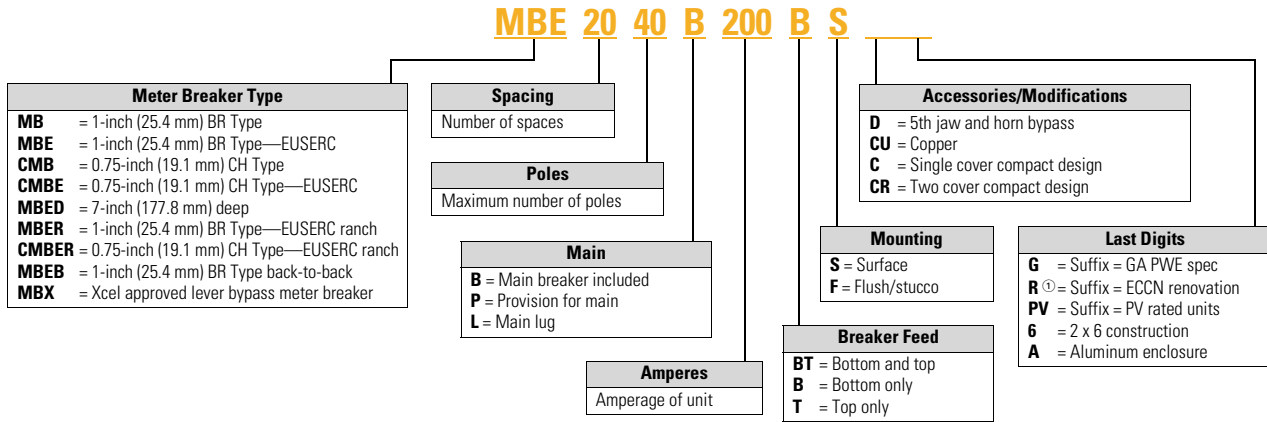 MBE 20 40 B 200 B S
Meter Breaker Type
MB = 1-inch (25.4 mm) BR Type
MBE = 1-inch (25.4 mm) BR Type—EUSERC
CMB = 0.75-inch (19.1 mm) CH Type
CMBE = 0.75-inch (19.1 mm) CH Type—EUSERC
MBED = 7-inch (177.8 mm) deep
MBER = 1-inch (25.4 mm) BR Type—EUSERC ranch
CMBER = 0.75-inch (19.1 mm) CH Type—EUSERC ranch
MBEB = 1-inch (25.4 mm) BR Type back-to-back
MBX = Xcel approved lever bypass meter breaker
Spacing
Number of spaces
Poles
Maximum number of poles
Main
B = Main breaker included
P = Provision for main
L = Main lug
Amperes
Amperage of unit
Accessories/Modifications
D = 5th jaw and horn bypass
CU = Copper
C = Single cover compact design
CR = Two cover compact design
Mounting
S = Surface
F = Flush/stucco
Breaker Feed
BT = Bottom and top
B = Bottom only
T = Top only
Last Digits
G = Suffix = GA PWE spec
R ① = Suffix = ECCN renovation
PV = Suffix = PV rated units
6 = 2 x 6 construction
A = Aluminum enclosure